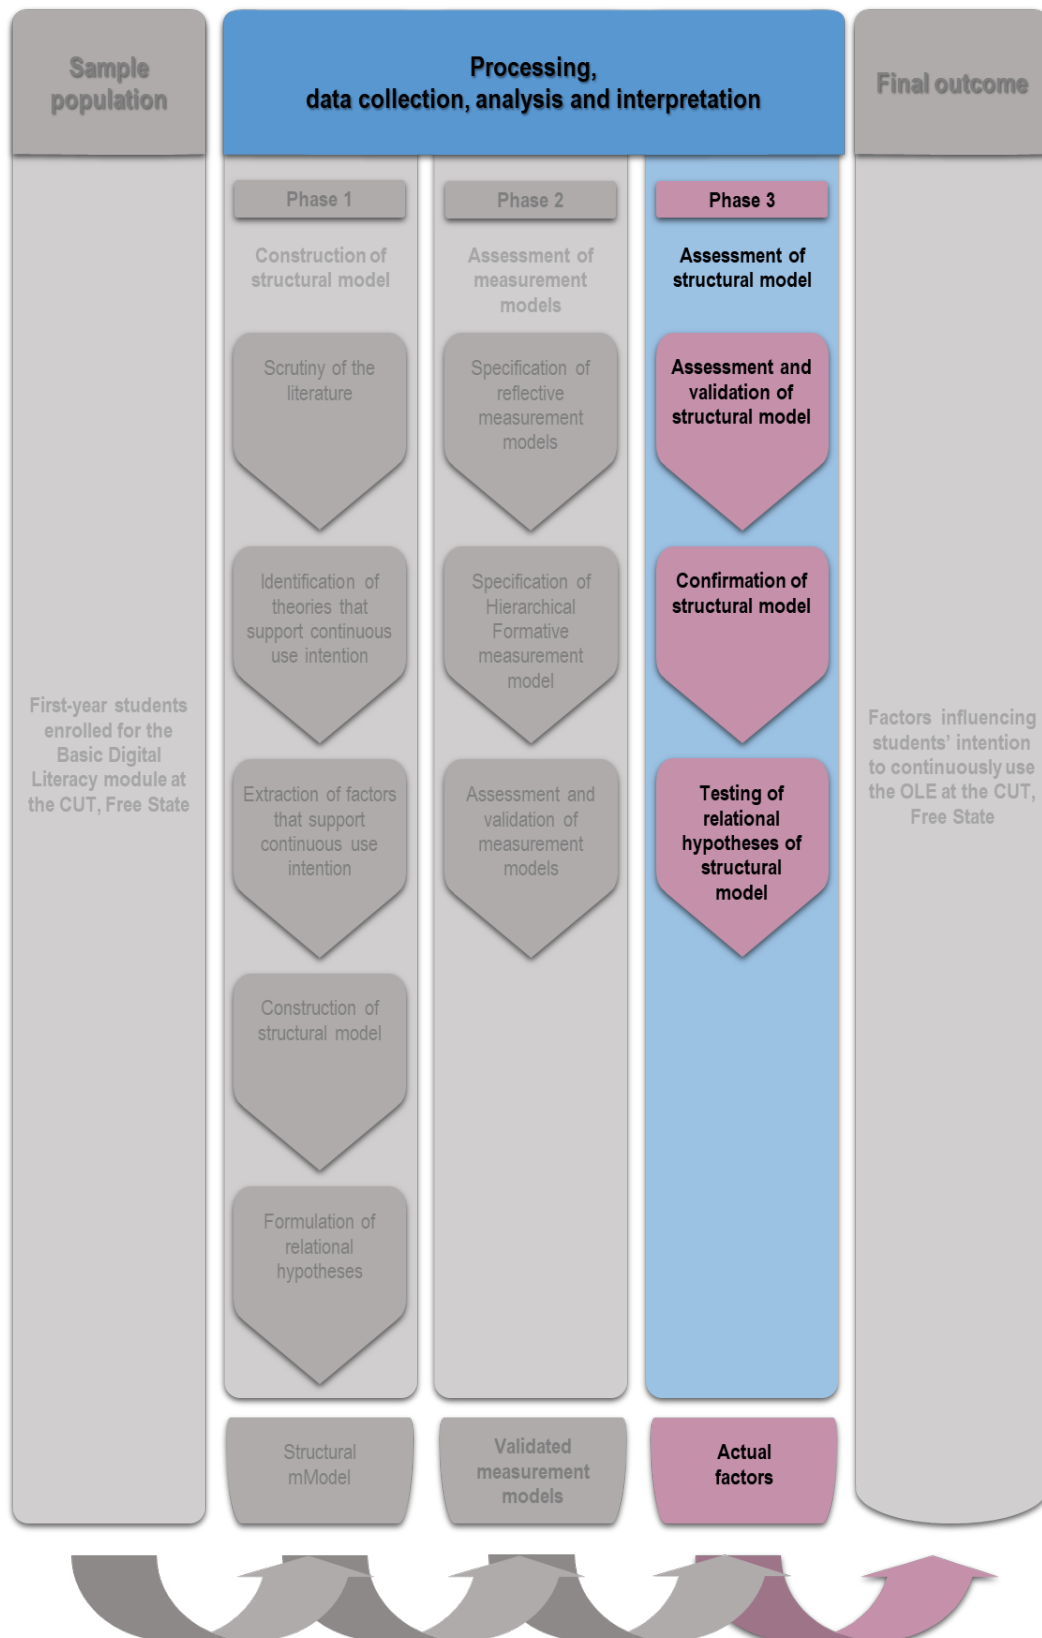 Sample
population
Processing,
data collection, analysis and interpretation
Final outcome
Phase 1
Construction of
structural model
Scrutiny of the
literature
Identification of
theories that
support continuous
use intention
Extraction of factors
that support
continuous use
intention
Construction of
structural model
Formulation of
relational
hypotheses
Structural
mModel
Phase 2
Assessment of
measurement
models
Specification of
reflective
measurement
models
Specification of
Hierarchical
Formative
measurement
model
Assessment and
validation of
measurement
models
Validated
measurement
models
Phase 3
Assessment of
structural model
Assessment and
validation of
structural model
Confirmation of
structural model
Testing of
relational
hypotheses of
structural
model
Actual
factors
First-year students
enrolled for the
Basic Digital
Literacy module at
the CUT, Free State
Factors influencing
students’ intention
to continuously use
the OLE at the CUT,
Free State